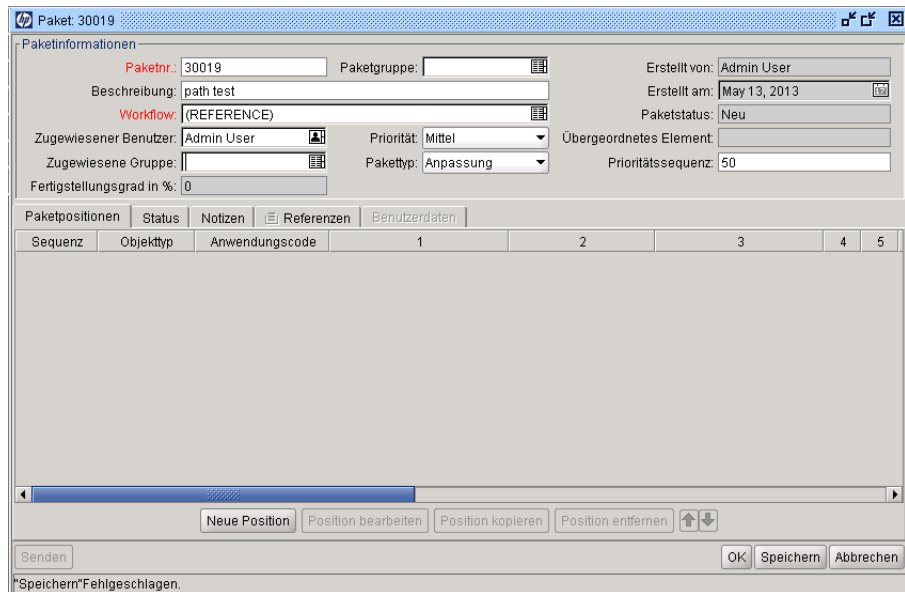 hp Paket: 30019
Paketinformationen
Paketnr.: 30019 Paketgruppe: Erstellt von: Admin User
Beschreibung: path test Erstellt am: May 13, 2013
Workflow: (REFERENCE) Paketstatus: Neu
Zugewiesener Benutzer: Admin User Priorität: Mittel Übergeordnetes Element:
Zugewiesene Gruppe: Pakettyp: Anpassung Prioritätssequenz: 50
Fertigstellungsgrad in %: 0
Paketpositionen Status Notizen Referenzen Benutzerdaten
Sequenz Objekttyp Anwendungscode 1 2 3 4 5
Neue Position Position bearbeiten Position kopieren Position entfernen
Senden OK Speichern Abbrechen
"Speichern"Fehlgeschlagen.